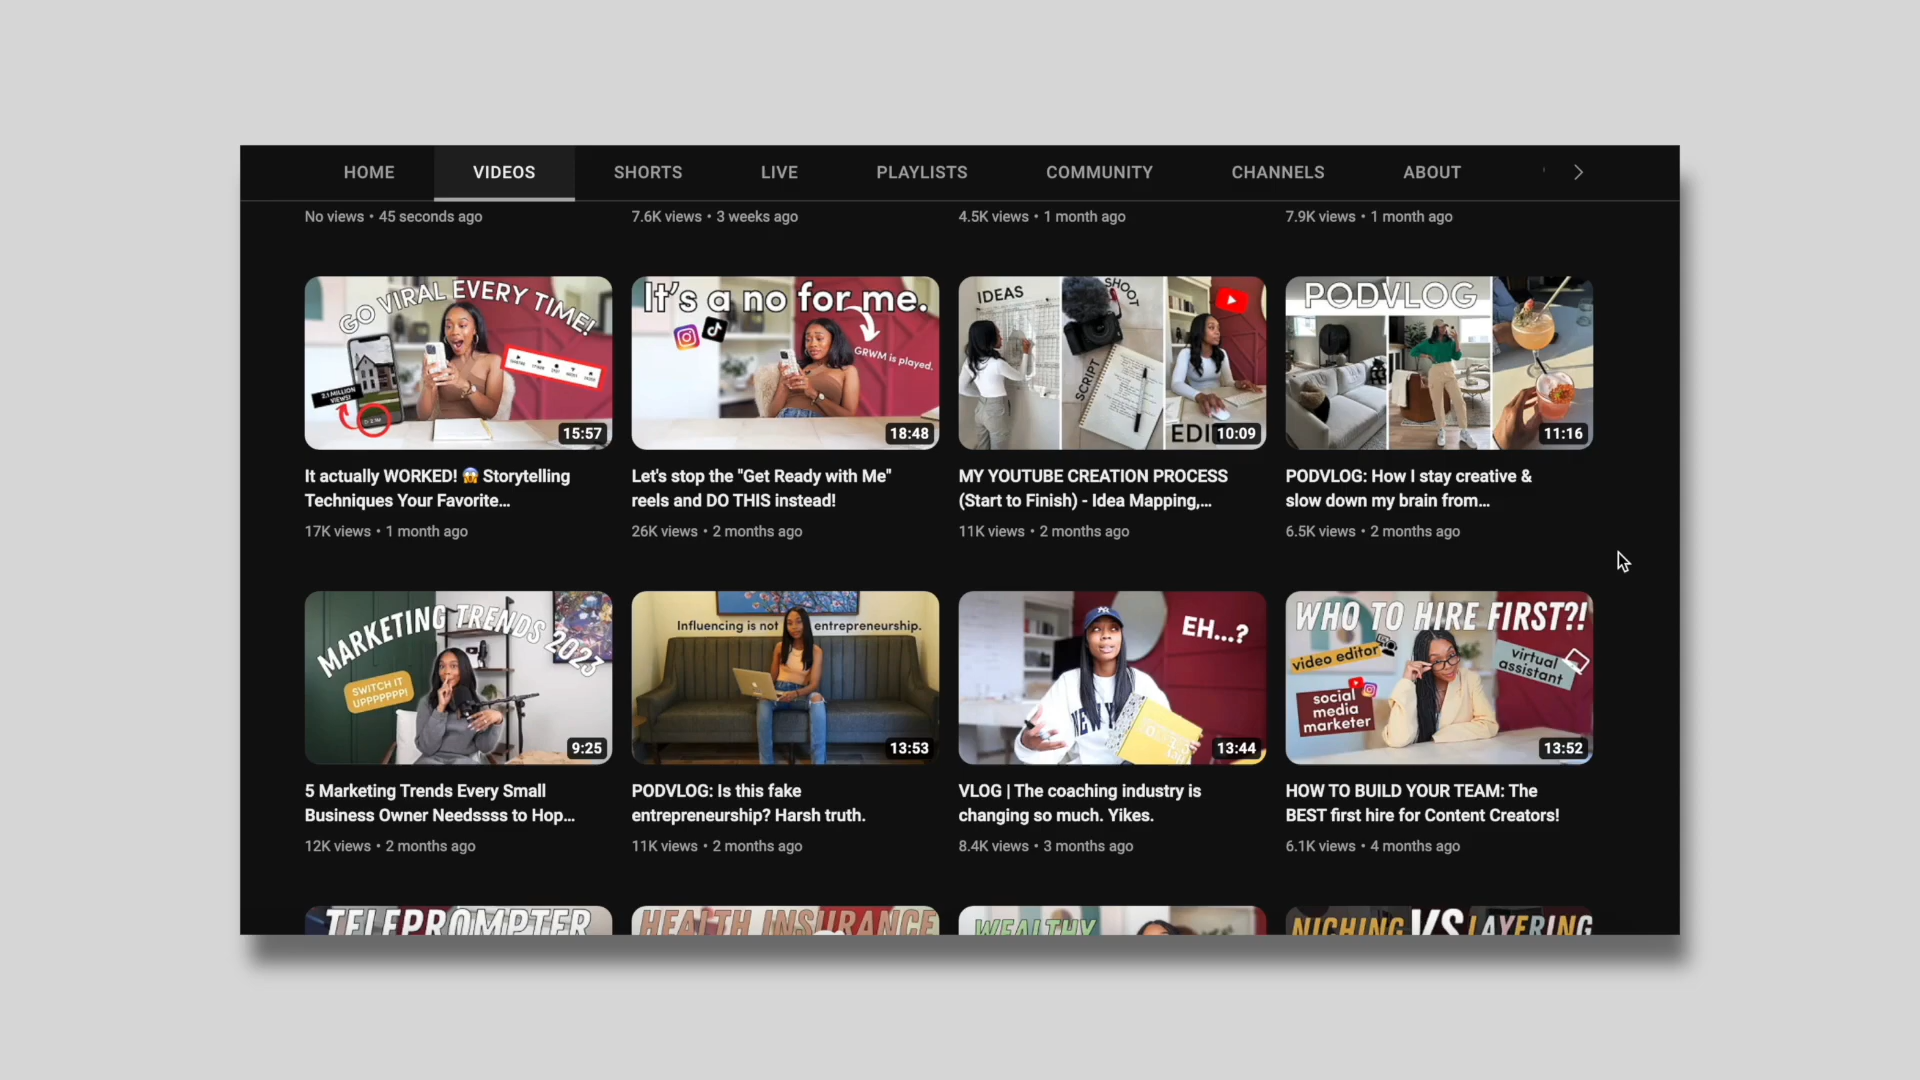 HOME VIDEOS SHORTS LIVE PLAYLISTS COMMUNITY CHANNELS ABOUT
No views • 45 seconds ago
7.6K views • 3 weeks ago
4.5K views • 1 month ago
7.9K views • 1 month ago
GO VIRAL EVERY TIME!
2.1 MILLION
VIEWS!
15:57
It actually WORKED! 😱 Storytelling
Techniques Your Favorite...
17K views • 1 month ago
It's a no for me.
GRWM is played.
18:48
Let's stop the "Get Ready with Me"
reels and DO THIS instead!
26K views • 2 months ago
IDEAS
SHOOT
SCRIPT
EDI
10:09
MY YOUTUBE CREATION PROCESS
(Start to Finish) - Idea Mapping,...
11K views • 2 months ago
PODVLOG
11:16
PODVLOG: How I stay creative &
slow down my brain from...
6.5K views • 2 months ago
MARKETING TRENDS 2023
SWITCH IT
UPPPPPPP!
9:25
5 Marketing Trends Every Small
Business Owner Needssss to Hop...
12K views • 2 months ago
Influencing is not entrepreneurship.
13:53
PODVLOG: Is this fake
entrepreneurship? Harsh truth.
11K views • 2 months ago
EH...?
NEW
13:44
VLOG | The coaching industry is
changing so much. Yikes.
8.4K views • 3 months ago
WHO TO HIRE FIRST?!
video editor
virtual
assistant
social
media
marketer
13:52
HOW TO BUILD YOUR TEAM: The
BEST first hire for Content Creators!
6.1K views • 4 months ago
TELEPROMPTER
HEALTH INSURANCE
WEALTHY
NICHING VS LAYERING